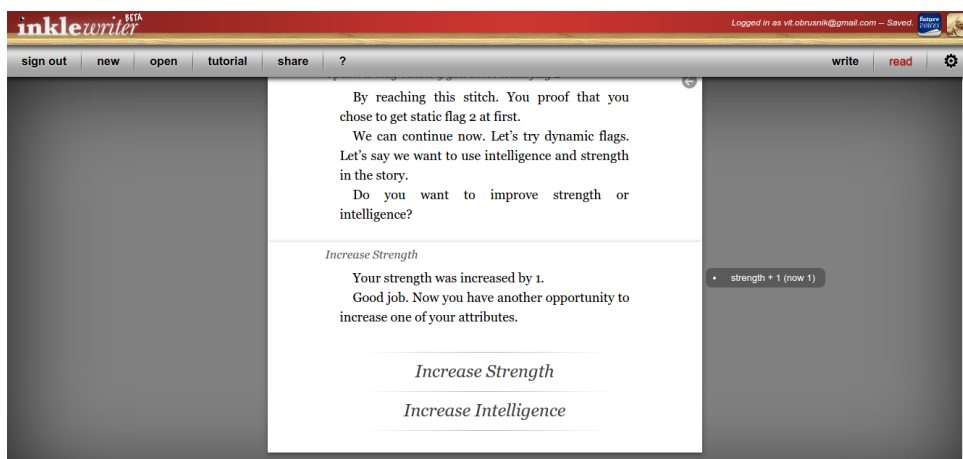 inklewriter BETA
Logged in as vit.obrusnik@gmail.com -- Saved.
future voices
sign out new open tutorial share ? write read
By reaching this stitch. You proof that you
chose to get static flag 2 at first.
We can continue now. Let's try dynamic flags.
Let's say we want to use intelligence and strength
in the story.
Do you want to improve strength or
intelligence?
Increase Strength
Your strength was increased by 1.
• strength + 1 (now 1)
Good job. Now you have another opportunity to
increase one of your attributes.
Increase Strength
Increase Intelligence